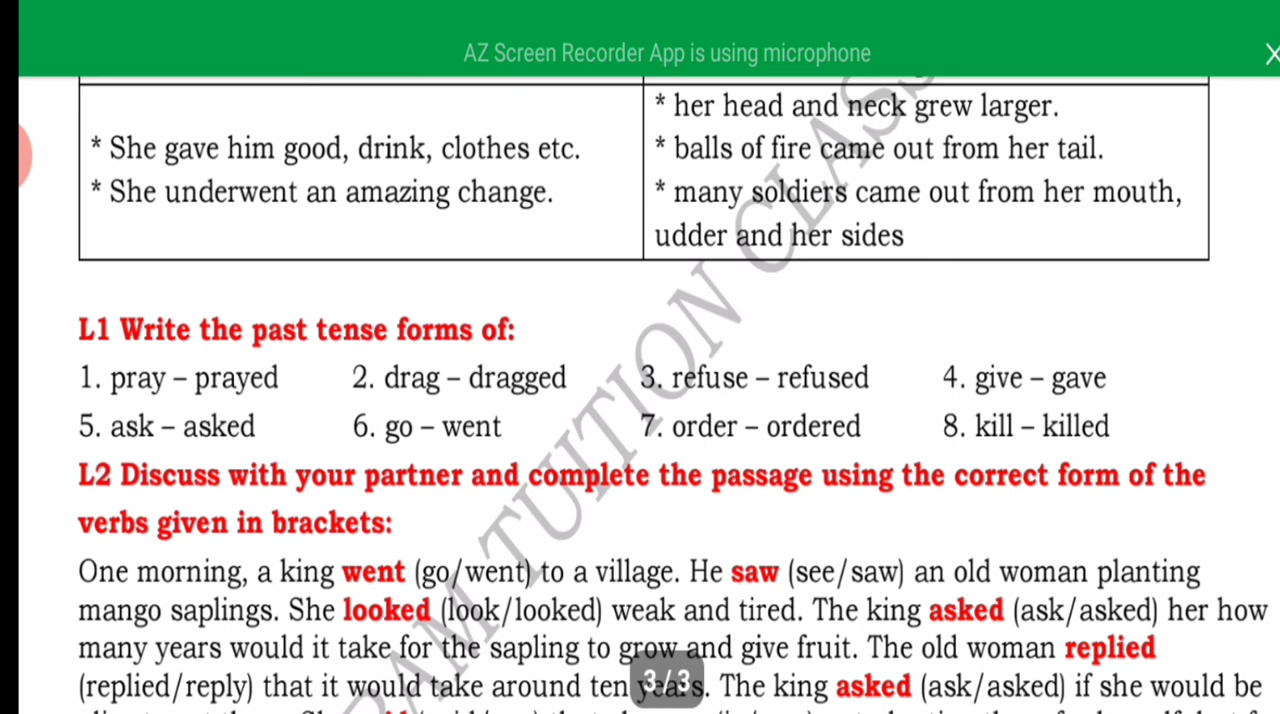 AZ Screen Recorder App is using microphone
* She gave him good, drink, clothes etc.
* She underwent an amazing change.
* her head and neck grew larger.
* balls of fire came out from her tail.
* many soldiers came out from her mouth,
udder and her sides
L1 Write the past tense forms of:
1. pray – prayed 2. drag – dragged 3. refuse – refused 4. give – gave
5. ask – asked 6. go – went 7. order – ordered 8. kill – killed
L2 Discuss with your partner and complete the passage using the correct form of the
verbs given in brackets:
One morning, a king went (go/went) to a village. He saw (see/saw) an old woman planting
mango saplings. She looked (look/looked) weak and tired. The king asked (ask/asked) her how
many years would it take for the sapling to grow and give fruit. The old woman replied
(replied/reply) that it would take around ten years. The king asked (ask/asked) if she would be
3/3
TUITION